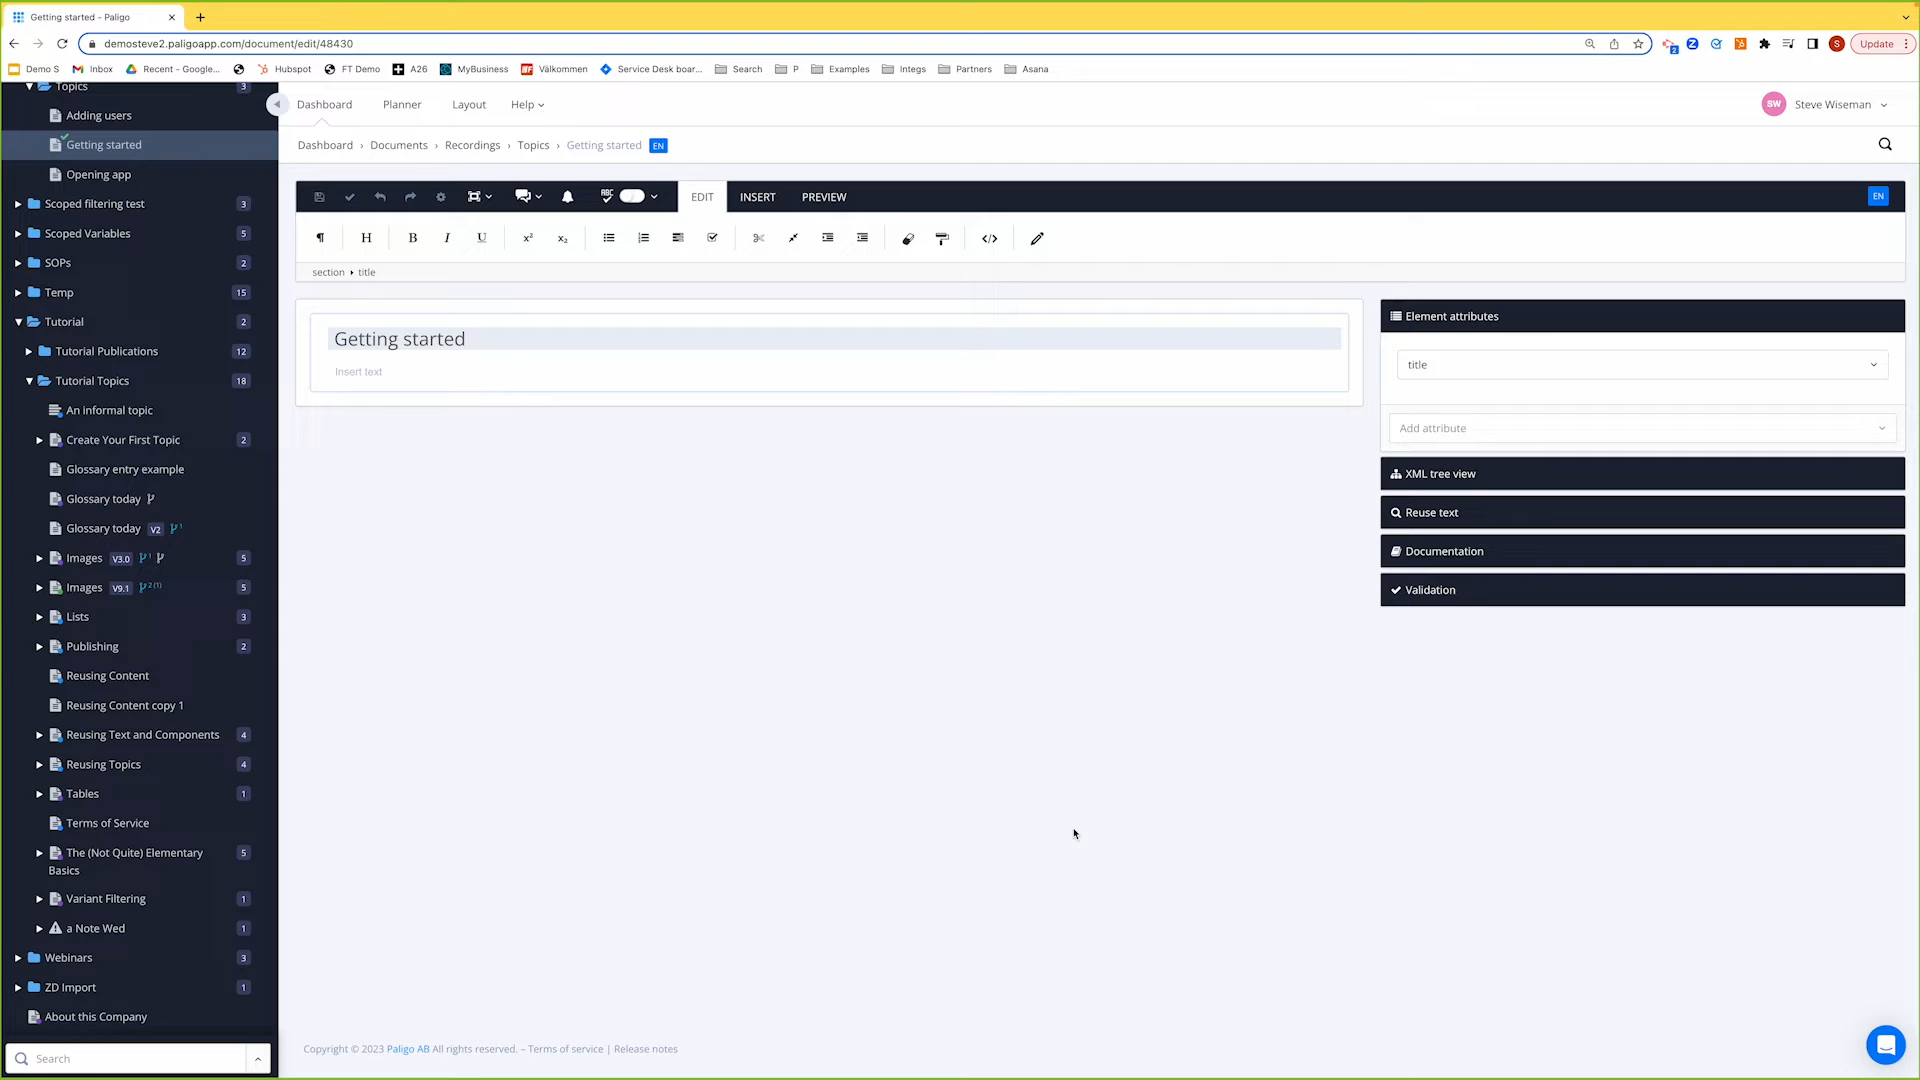 Getting started - Paligo
demosteve2.paligoapp.com/document/edit/48430
Update
Demo S
Inbox
Recent - Google...
Hubspot
FT Demo
A26
MyBusiness
Välkommen
Service Desk boar...
Search
P
Examples
Integs
Partners
Asana
Topics 3
Adding users
Getting started
Opening app
Scoped filtering test 3
Scoped Variables 5
SOPs 2
Temp 15
Tutorial 2
Tutorial Publications 12
Tutorial Topics 18
An informal topic
Create Your First Topic 2
Glossary entry example
Glossary today
Glossary today V2 1
Images V3.0 1 5
Images V9.1 2 (1) 5
Lists 3
Publishing 2
Reusing Content
Reusing Content copy 1
Reusing Text and Components 4
Reusing Topics 4
Tables 1
Terms of Service
The (Not Quite) Elementary
Basics 5
Variant Filtering 1
a Note Wed 1
Webinars 3
ZD Import 1
About this Company
Search
Dashboard
Planner
Layout
Help
SW Steve Wiseman
Dashboard › Documents › Recordings › Topics › Getting started EN
ABC
EDIT
INSERT
PREVIEW
EN
¶ H B I U x² x₂ </>
section title
Getting started
Insert text
Element attributes
title
Add attribute
XML tree view
Reuse text
Documentation
Validation
Copyright © 2023 Paligo AB All rights reserved. – Terms of service | Release notes